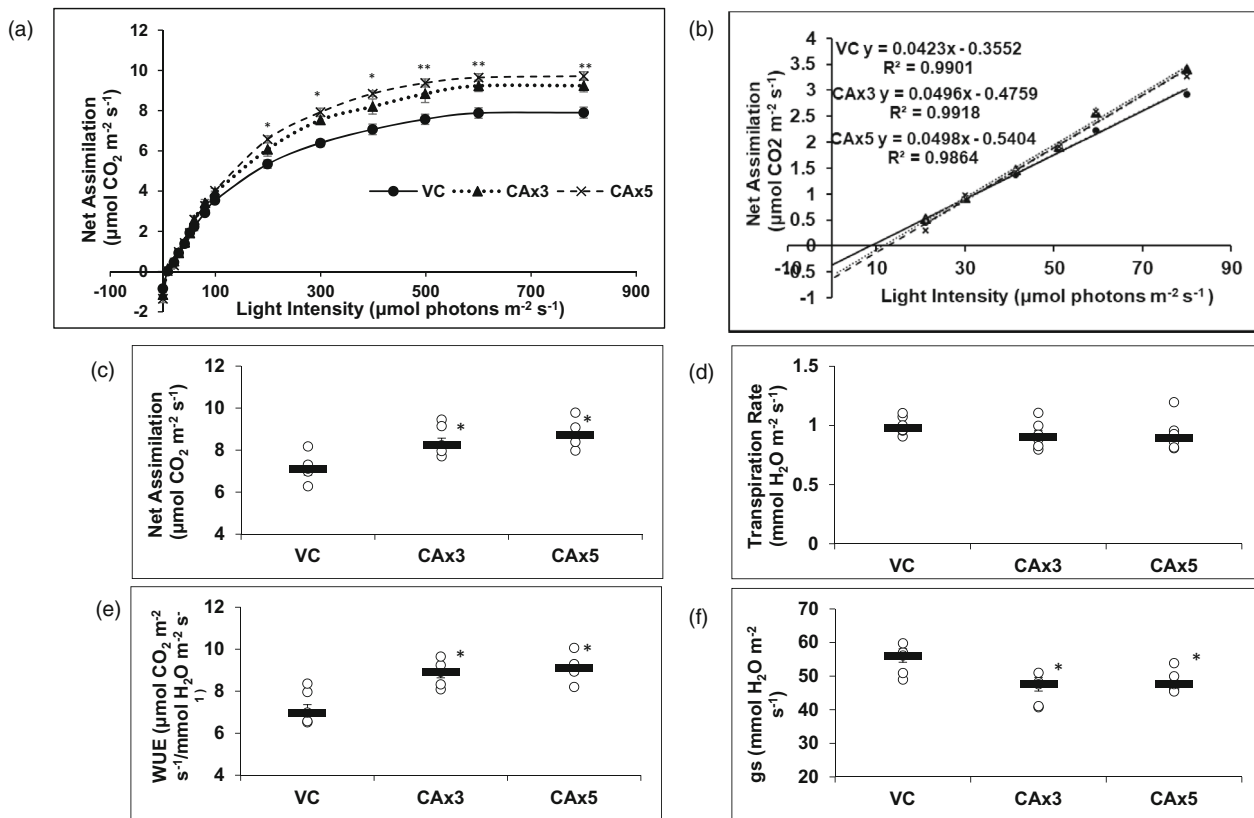 (a)
12
10
8
6
4
2
0
-2
-100
100
300
500
700
900
Net Assimilation
(µmol CO2 m-2 s-1)
Light Intensity (µmol photons m-2 s-1)
*
*
*
**
**
**
VC
CAx3
CAx5
(b)
4
3.5
3
2.5
2
1.5
1
0.5
0
-0.5
-1
-10
10
30
50
70
90
Net Assimilation
(µmol CO2 m-2 s-1)
Light Intensity (µmol photons m-2 s-1)
VC y = 0.0423x - 0.3552
R² = 0.9901
CAx3 y = 0.0496x - 0.4759
R² = 0.9918
CAx5 y = 0.0498x - 0.5404
R² = 0.9864
(c)
12
10
8
6
4
Net Assimilation
(µmol CO2 m-2 s-1)
*
*
VC
CAx3
CAx5
(d)
1.5
1
0.5
0
Transpiration Rate
(mmol H2O m-2 s-1)
VC
CAx3
CAx5
(e)
12
10
8
6
4
WUE (µmol CO2 m-2
s-1/mmol H2O m-2 s-
1 )
*
*
VC
CAx3
CAx5
(f)
70
60
50
40
30
20
gs (mmol H2O m-2
s-1)
*
*
VC
CAx3
CAx5